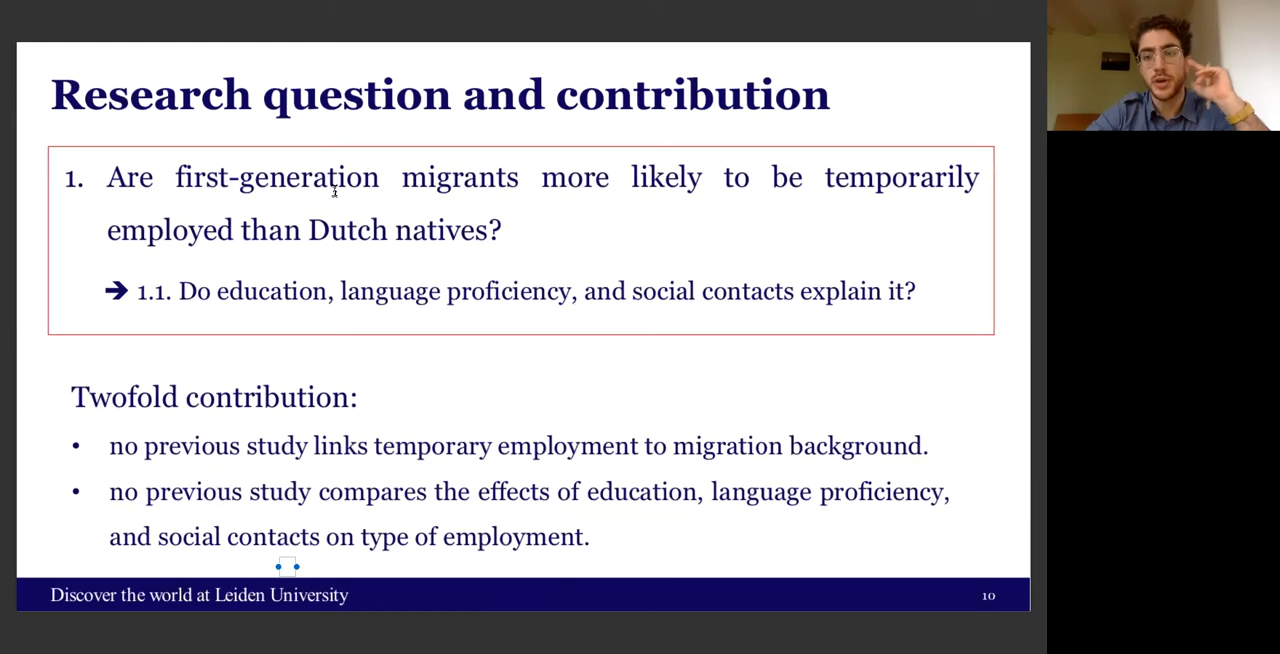 Research question and contribution
1. Are first-generation migrants more likely to be temporarily
employed than Dutch natives?
➔ 1.1. Do education, language proficiency, and social contacts explain it?
Twofold contribution:
• no previous study links temporary employment to migration background.
• no previous study compares the effects of education, language proficiency,
and social contacts on type of employment.
Discover the world at Leiden University
10